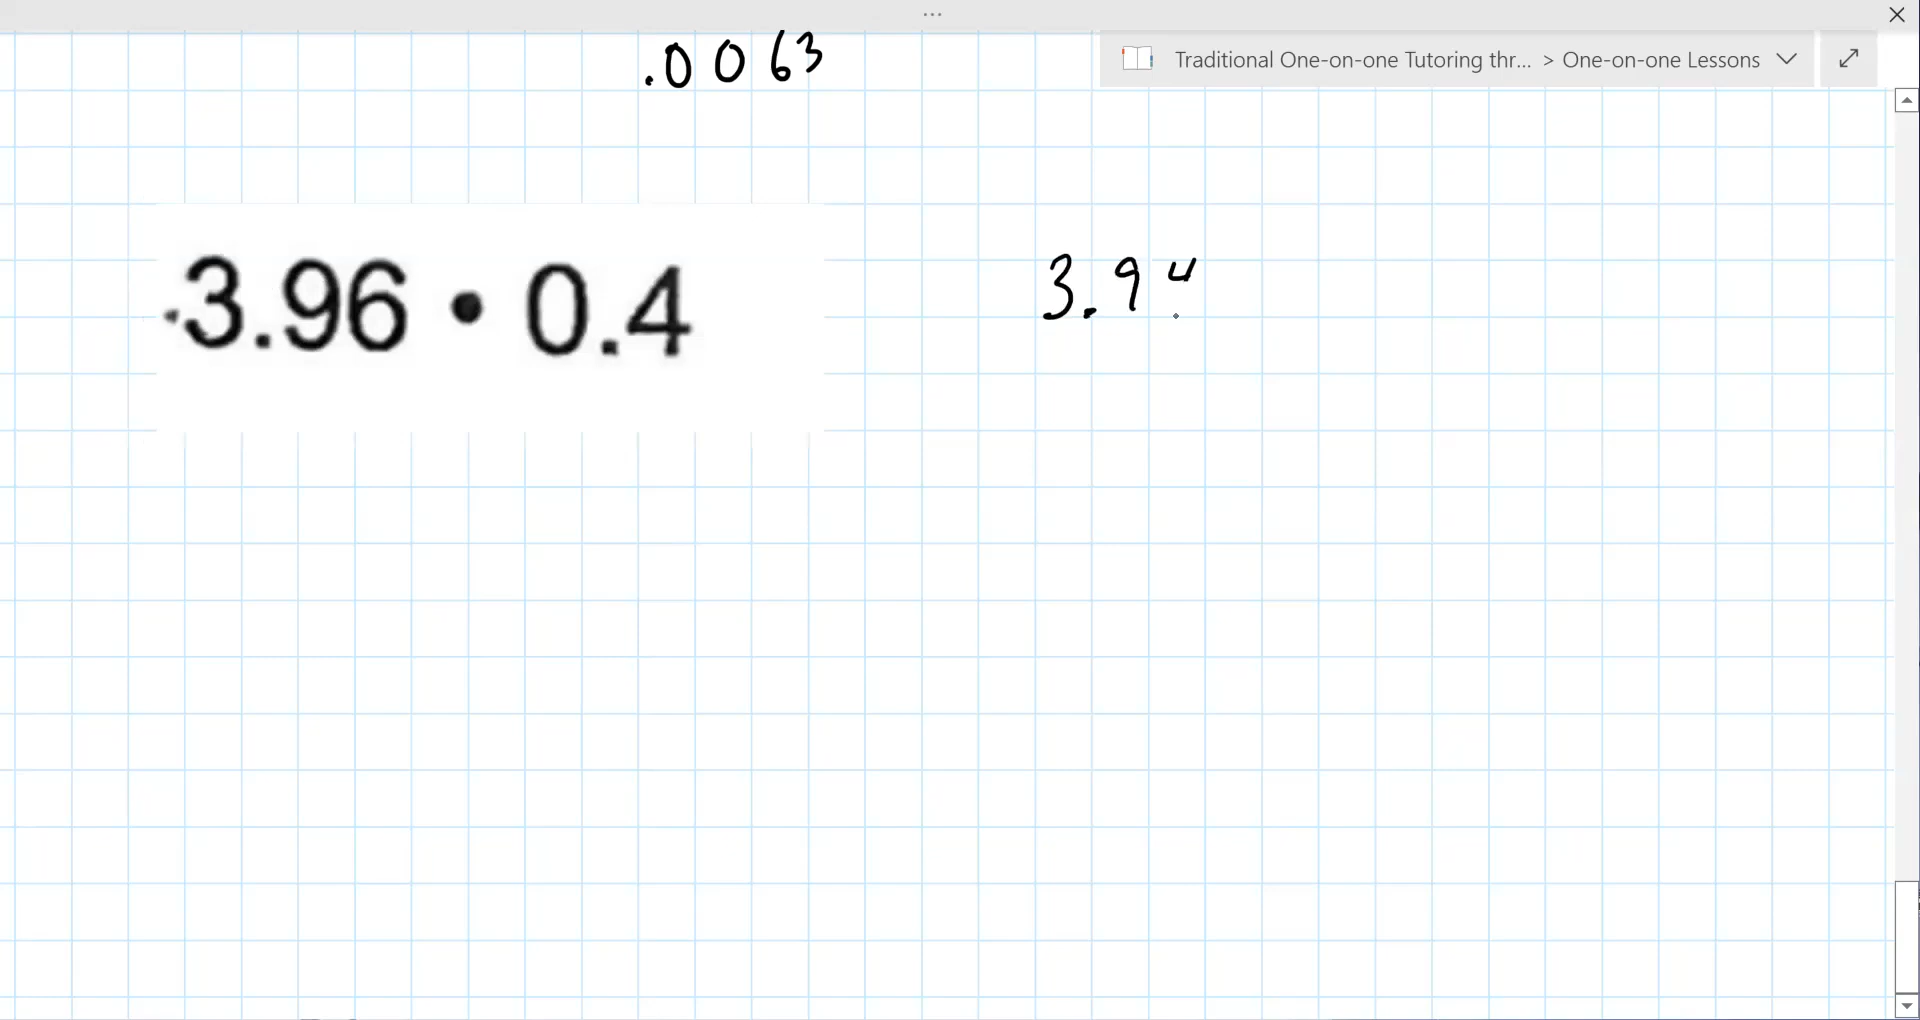 ...
.0063
Traditional One-on-one Tutoring thr... > One-on-one Lessons
3.96 • 0.4
3.94